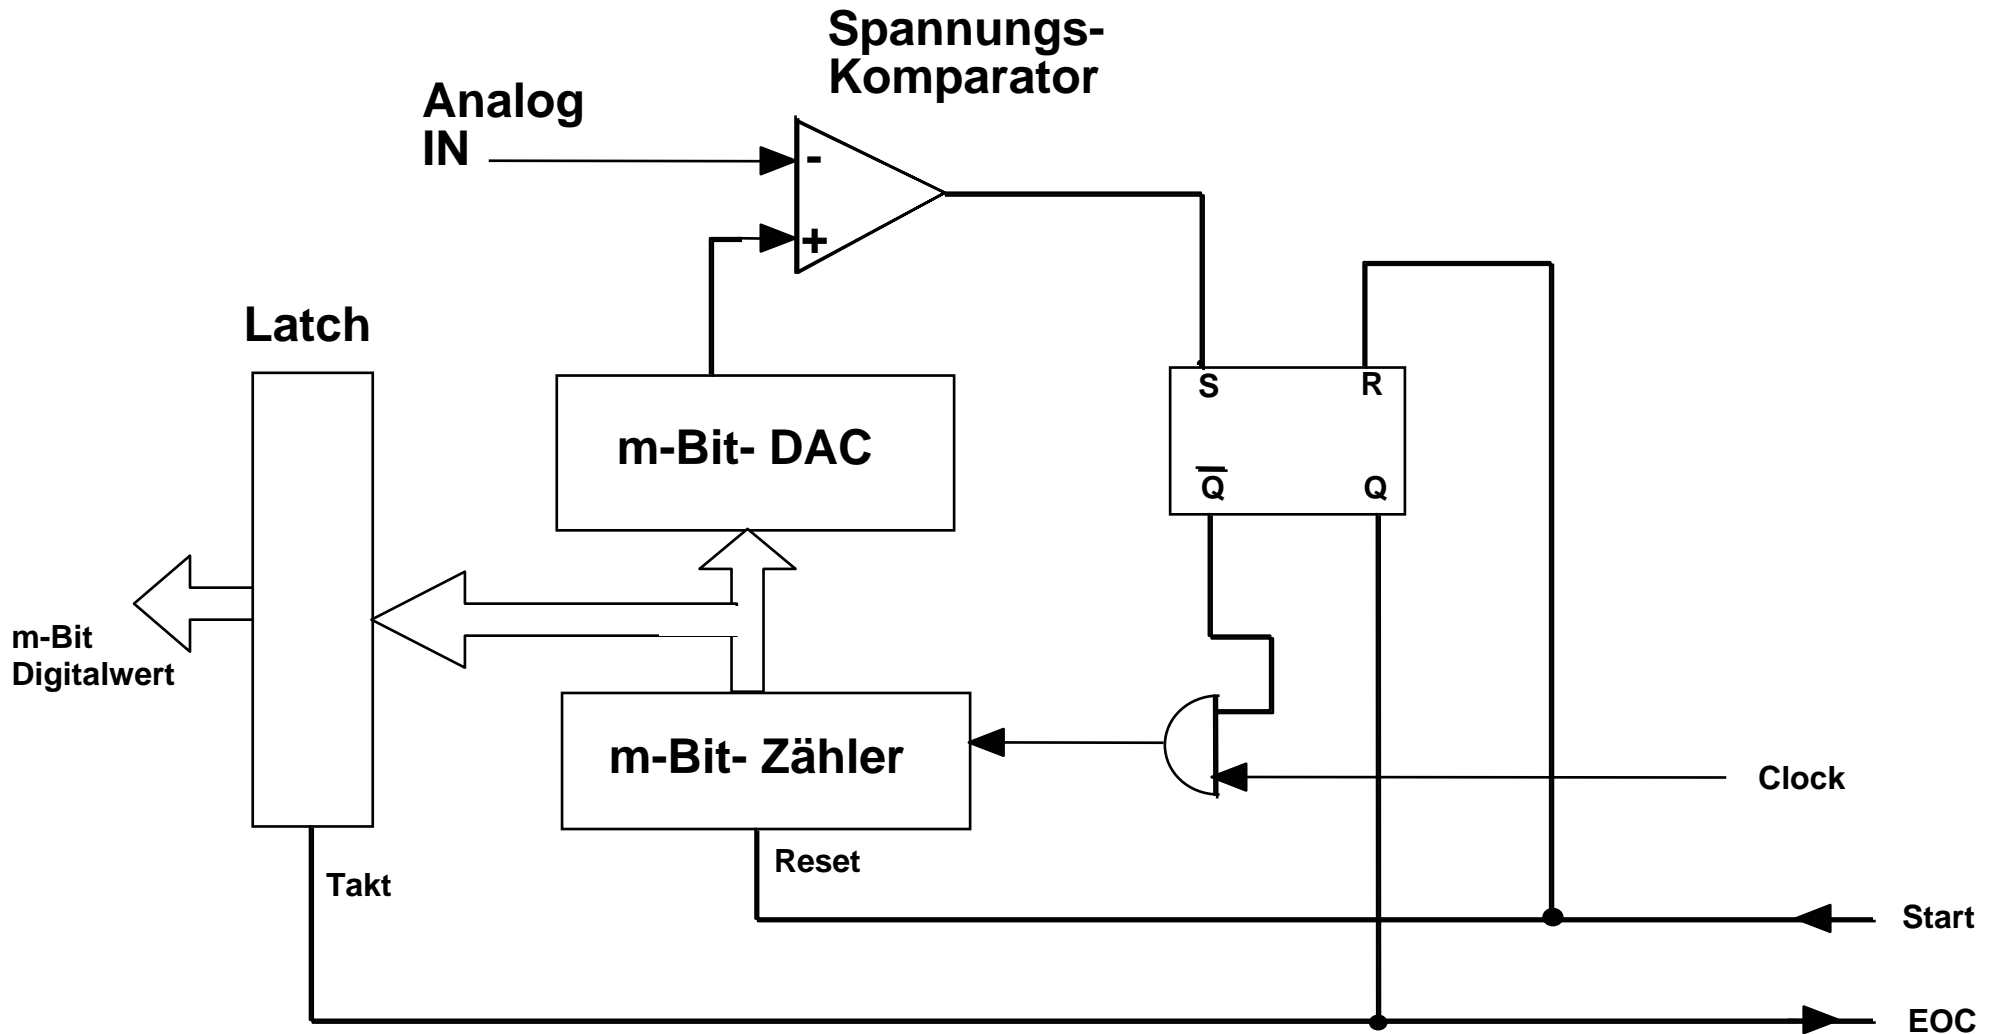 Spannungs-
Komparator
Analog
IN
-
+
Latch
S
R
m-Bit- DAC
Q̅
Q
m-Bit
Digitalwert
m-Bit- Zähler
Clock
Reset
Takt
Start
EOC